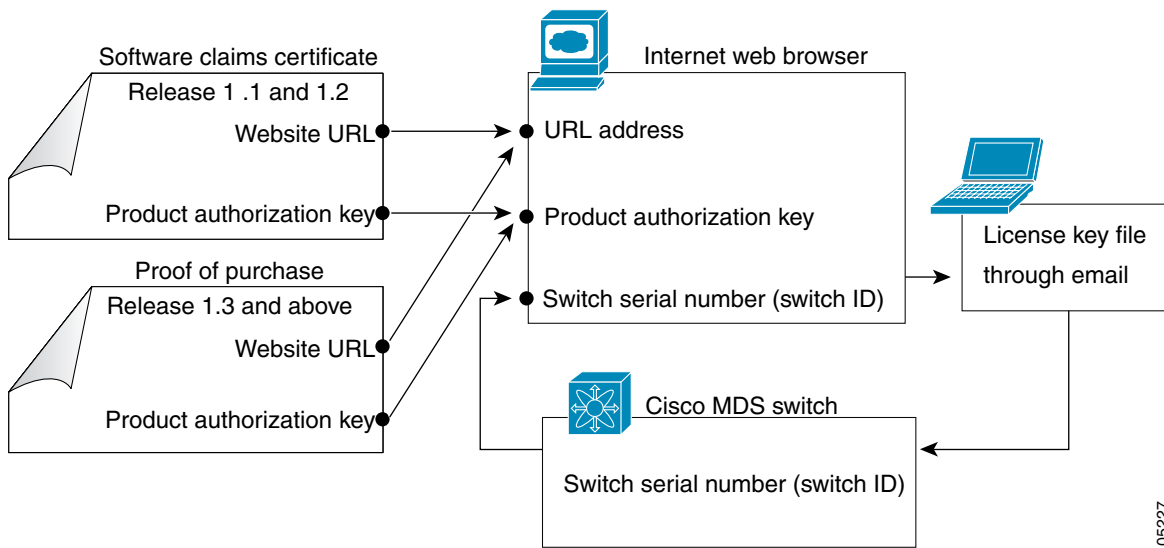 Software claims certificate
Release 1 .1 and 1.2
Website URL
Product authorization key
Proof of purchase
Release 1.3 and above
Website URL
Product authorization key
Internet web browser
URL address
Product authorization key
Switch serial number (switch ID)
License key file
through email
Cisco MDS switch
Switch serial number (switch ID)